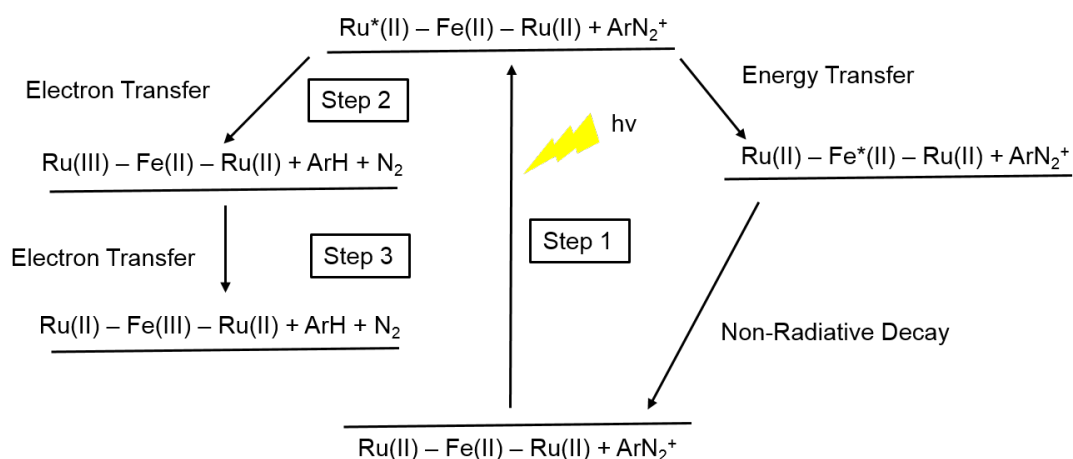 Ru*(II) – Fe(II) – Ru(II) + ArN₂⁺
Electron Transfer
Step 2
Energy Transfer
hv
Ru(III) – Fe(II) – Ru(II) + ArH + N₂
Ru(II) – Fe*(II) – Ru(II) + ArN₂⁺
Step 1
Electron Transfer
Step 3
Ru(II) – Fe(III) – Ru(II) + ArH + N₂
Non-Radiative Decay
Ru(II) – Fe(II) – Ru(II) + ArN₂⁺